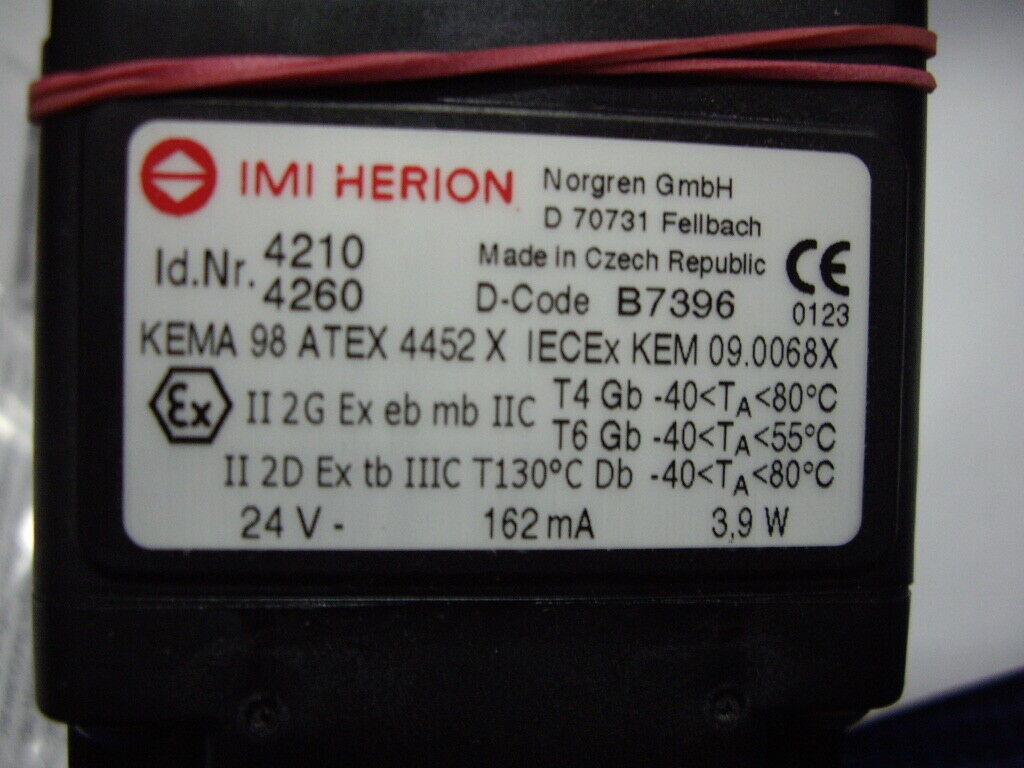 IMI HERION
Norgren GmbH
D 70731 Fellbach
Id.Nr. 4210
4260
Made in Czech Republic
D-Code B7396
CE
0123
KEMA 98 ATEX 4452 X IECEx KEM 09.0068X
Ex II 2G Ex eb mb IIC T4 Gb -40<TA<80°C
T6 Gb -40<TA<55°C
II 2D Ex tb IIIC T130°C Db -40<TA<80°C
24 V - 162 mA 3,9 W